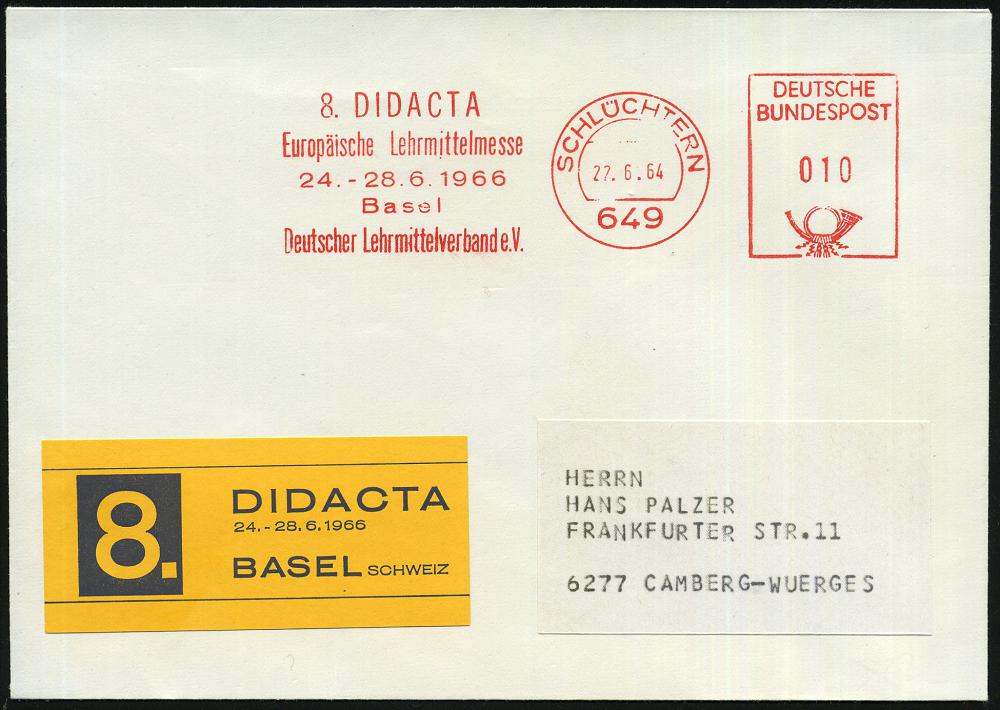 8. DIDACTA
Europäische Lehrmittelmesse
24. - 28.6.1966
Basel
Deutscher Lehrmittelverband e.V.
SCHLÜCHTERN
22.6.64
649
DEUTSCHE
BUNDESPOST
010
8.
DIDACTA
24. - 28.6.1966
BASEL SCHWEIZ
HERRN
HANS PALZER
FRANKFURTER STR.11
6277 CAMBERG-WUERGES